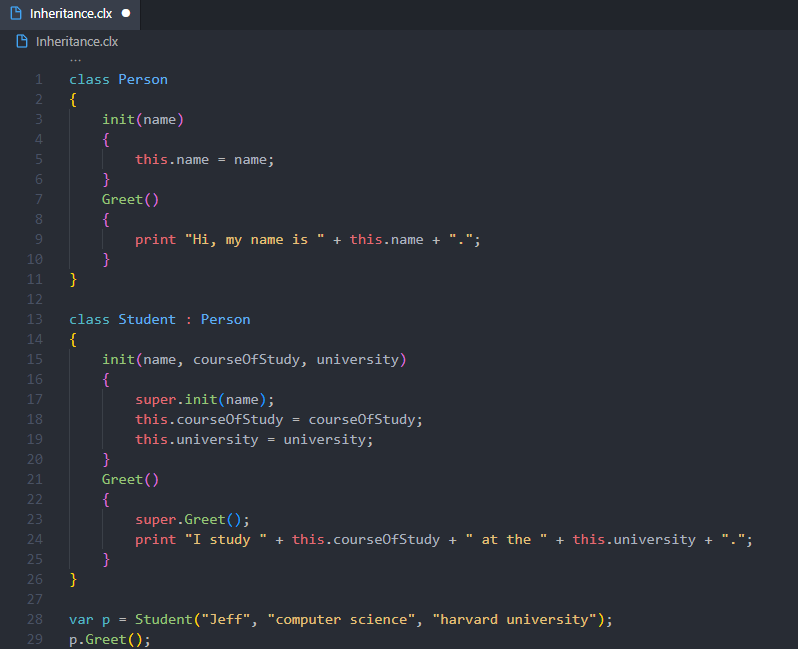 Inheritance.clx
Inheritance.clx
...
1 class Person
2 {
3     init(name)
4     {
5         this.name = name;
6     }
7     Greet()
8     {
9         print "Hi, my name is " + this.name + ".";
10     }
11 }
12
13 class Student : Person
14 {
15     init(name, courseOfStudy, university)
16     {
17         super.init(name);
18         this.courseOfStudy = courseOfStudy;
19         this.university = university;
20     }
21     Greet()
22     {
23         super.Greet();
24         print "I study " + this.courseOfStudy + " at the " + this.university + ".";
25     }
26 }
27
28 var p = Student("Jeff", "computer science", "harvard university");
29 p.Greet();